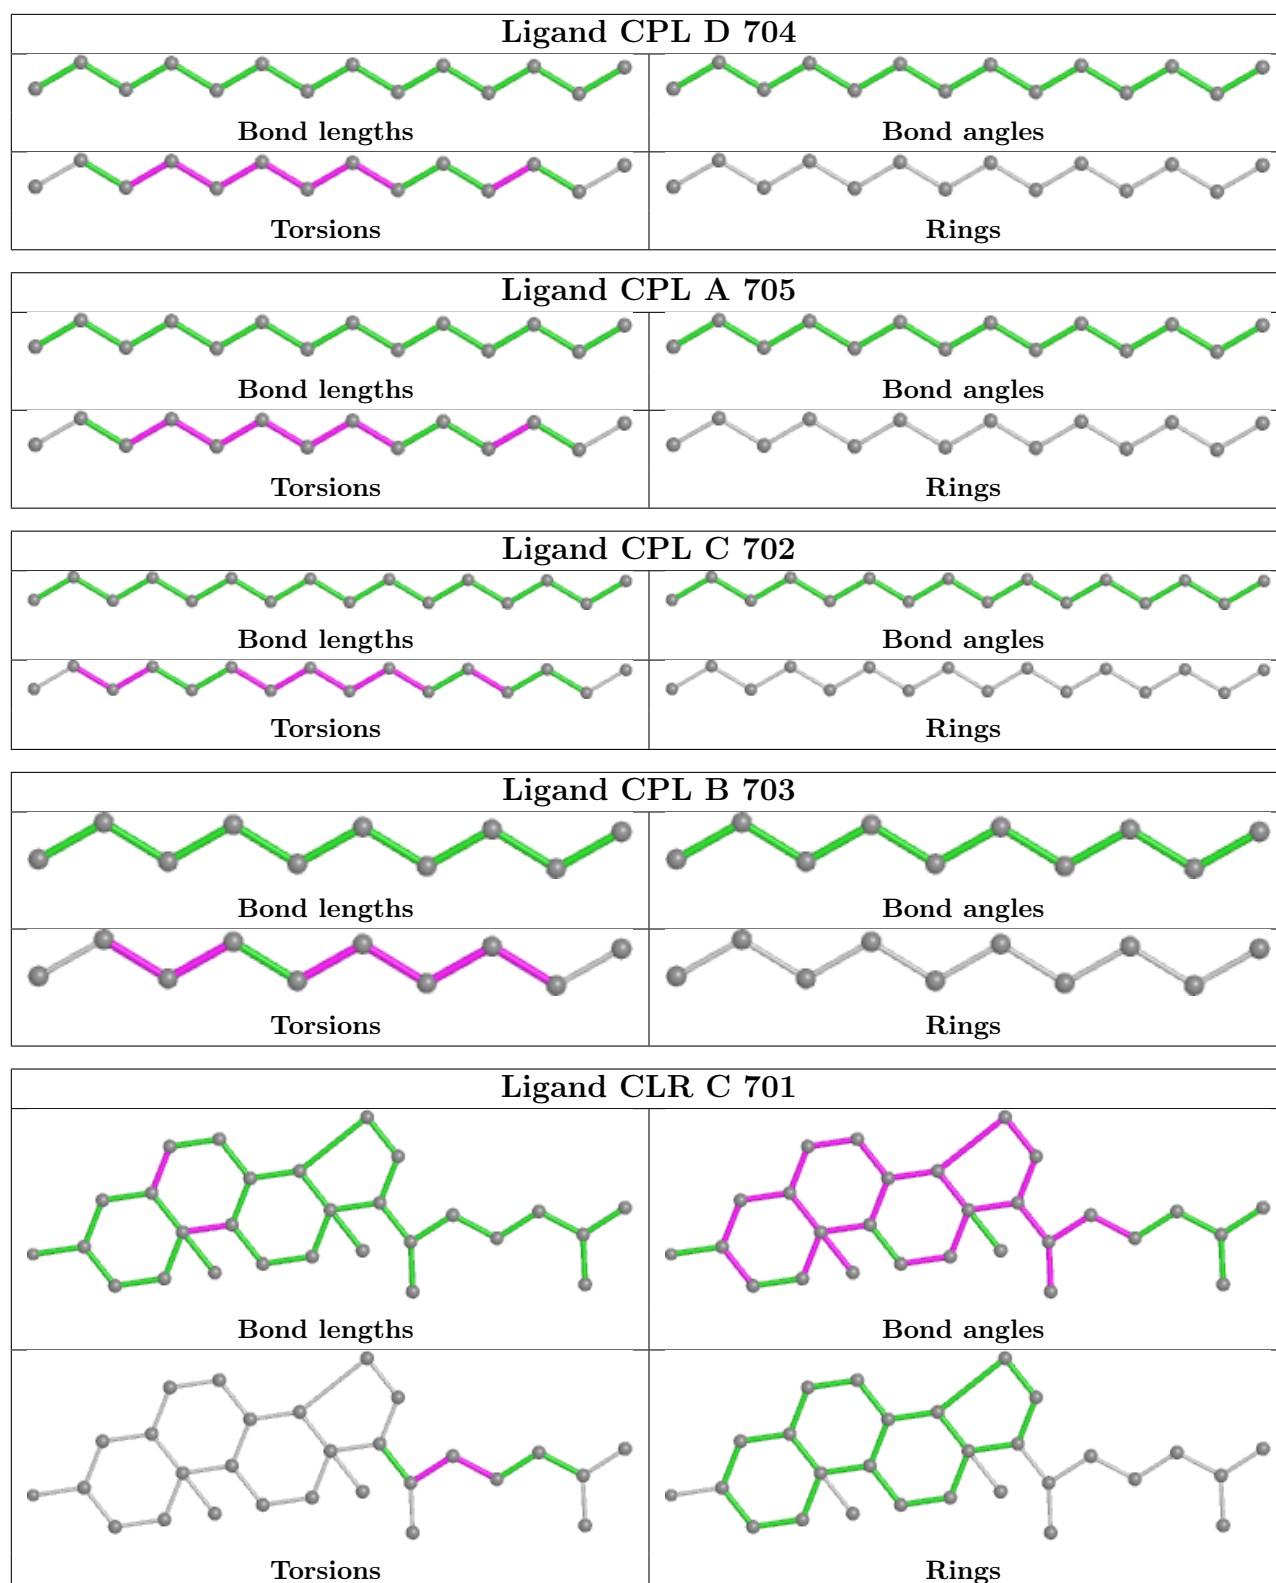 Ligand CPL D 704
Bond lengths
Bond angles
Torsions
Rings
Ligand CPL A 705
Bond lengths
Bond angles
Torsions
Rings
Ligand CPL C 702
Bond lengths
Bond angles
Torsions
Rings
Ligand CPL B 703
Bond lengths
Bond angles
Torsions
Rings
Ligand CLR C 701
Bond lengths
Bond angles
Torsions
Rings